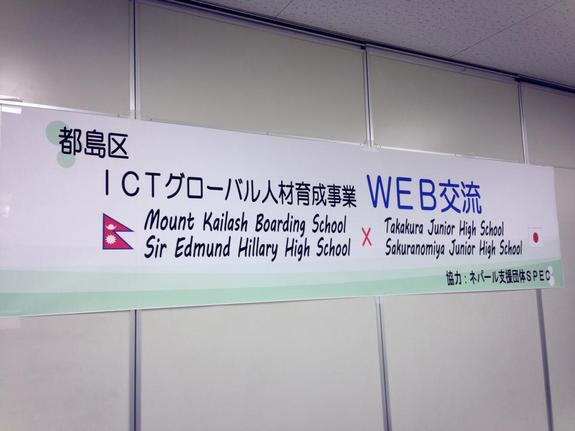 都島区
ICTグローバル人材育成事業 WEB交流
Mount Kailash Boarding School × Takakura Junior High School
Sir Edmund Hillary High School Sakuranomiya Junior High School
協力：ネパール支援団体SPEC